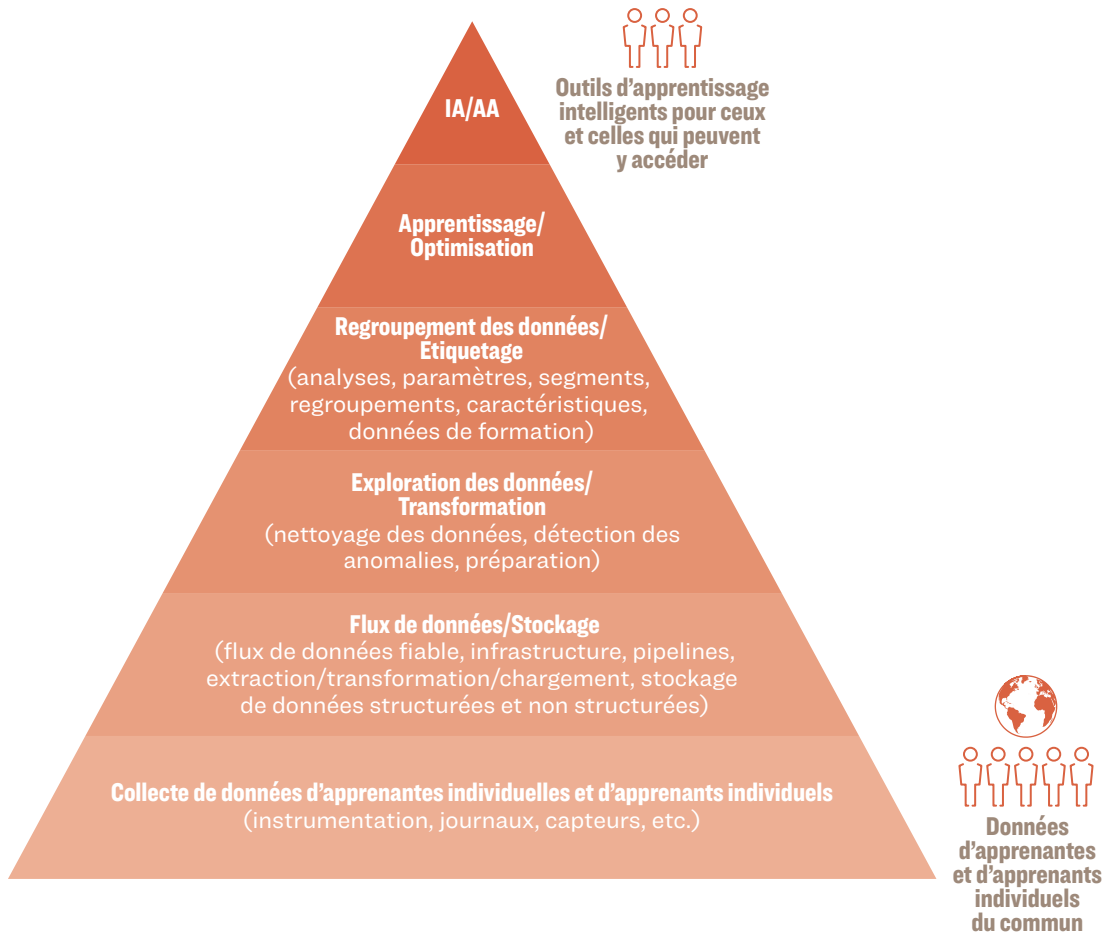 IA/AA
Outils d'apprentissage
intelligents pour ceux
et celles qui peuvent
y accéder
Apprentissage/
Optimisation
Regroupement des données/
Étiquetage
(analyses, paramètres, segments,
regroupements, caractéristiques,
données de formation)
Exploration des données/
Transformation
(nettoyage des données, détection des
anomalies, préparation)
Flux de données/Stockage
(flux de données fiable, infrastructure, pipelines,
extraction/transformation/chargement, stockage
de données structurées et non structurées)
Collecte de données d'apprenantes individuelles et d'apprenants individuels
(instrumentation, journaux, capteurs, etc.)
Données
d'apprenantes
et d'apprenants
individuels
du commun